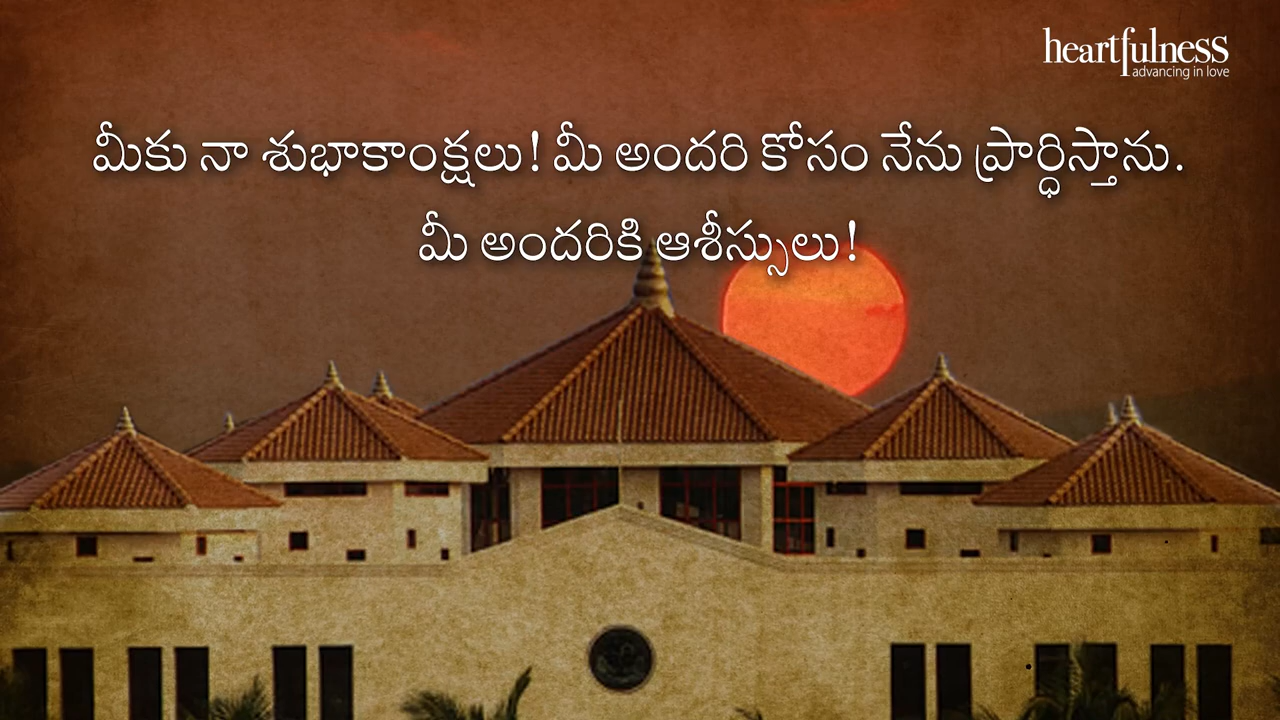 heartfulness
advancing in love
మీకు నా శుభాకాంక్షలు! మీ అందరి కోసం నేను ప్రార్ధిస్తాను.
మీ అందరికి ఆశీస్సులు!